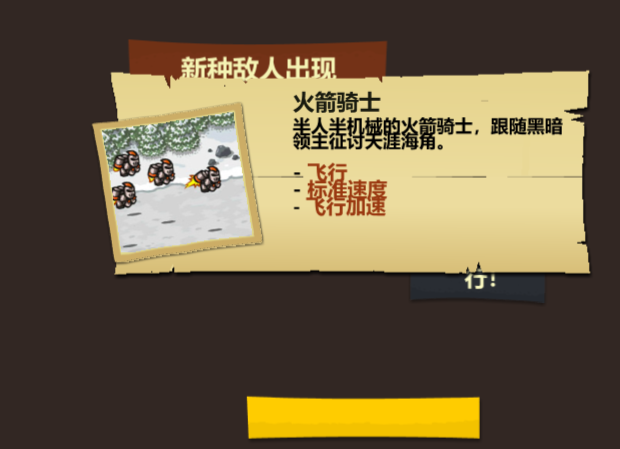 新种敌人出现
火箭骑士
半人半机械的火箭骑士，跟随黑暗
领主征讨天涯海角。
- 飞行
- 标准速度
- 飞行加速
行!